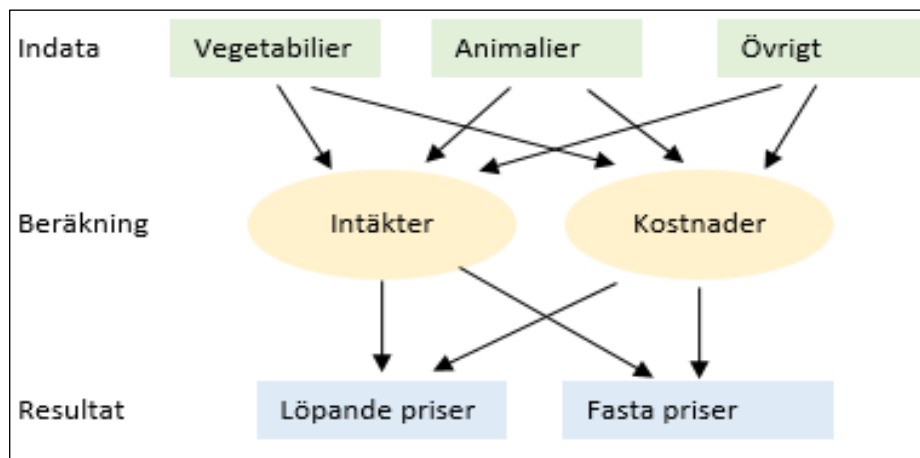 Indata Vegetabilier Animalier Övrigt
Beräkning Intäkter Kostnader
Resultat Löpande priser Fasta priser